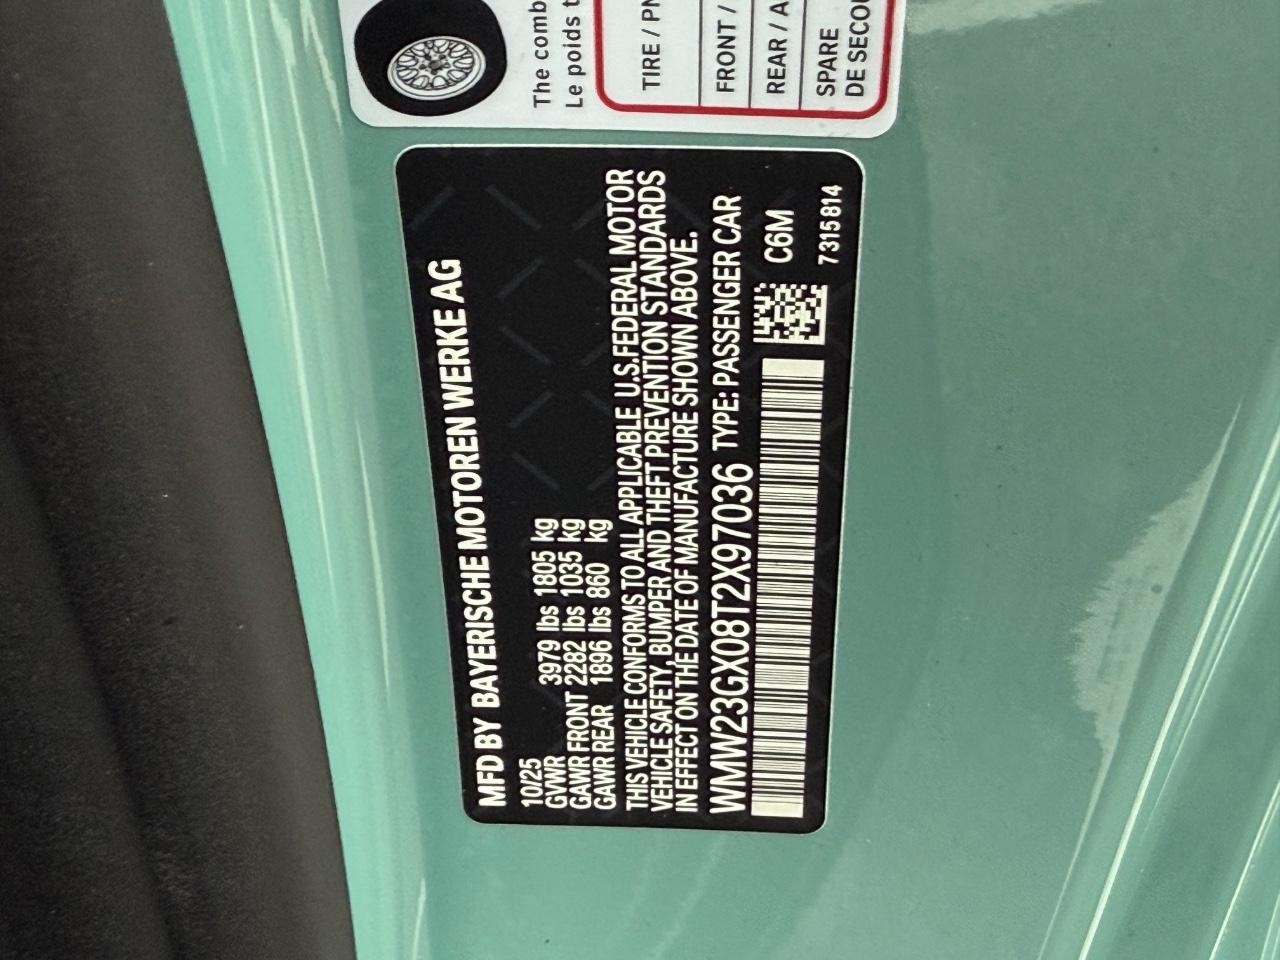 The comb
Le poids t
TIRE / PN
FRONT /
REAR / A
SPARE
DE SECOU
MFD BY BAYERISCHE MOTOREN WERKE AG
10/25
GVWR 3979 lbs 1805 kg
GAWR FRONT 2282 lbs 1035 kg
GAWR REAR 1896 lbs 860 kg
THIS VEHICLE CONFORMS TO ALL APPLICABLE U.S.FEDERAL MOTOR
VEHICLE SAFETY, BUMPER AND THEFT PREVENTION STANDARDS
IN EFFECT ON THE DATE OF MANUFACTURE SHOWN ABOVE.
WMW23GX08T2X97036 TYPE: PASSENGER CAR
C6M
7315814